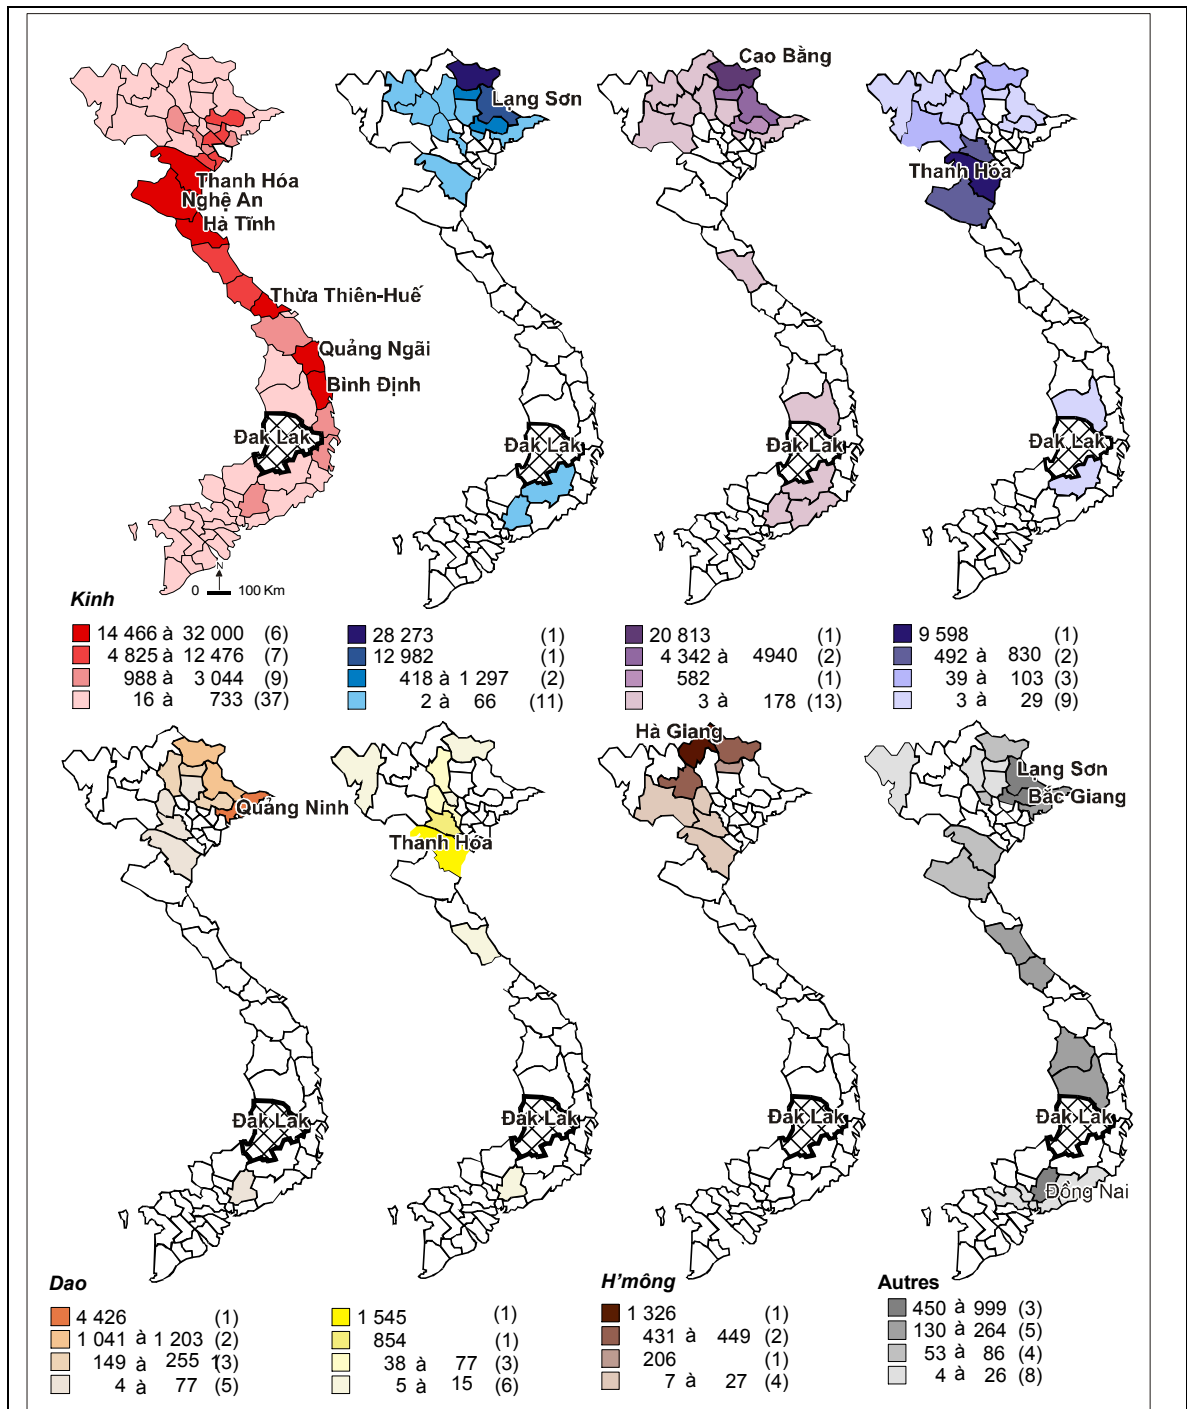 Cao Bằng
Lạng Sơn
Thanh Hóa
Thanh Hóa
Nghệ An
Hà Tĩnh
Thừa Thiên-Huế
Quảng Ngãi
Bình Định
Đak Lak
Đak Lak
Đak Lak
Đak Lak
N
0 100 Km
Kinh
14 466 à 32 000 (6)
4 825 à 12 476 (7)
988 à 3 044 (9)
16 à 733 (37)
28 273 (1)
12 982 (1)
418 à 1 297 (2)
2 à 66 (11)
20 813 (1)
4 342 à 4940 (2)
582 (1)
3 à 178 (13)
9 598 (1)
492 à 830 (2)
39 à 103 (3)
3 à 29 (9)
Hà Giang
Lạng Sơn
Bắc Giang
Quảng Ninh
Thanh Hóa
Đak Lak
Đak Lak
Đak Lak
Đak Lak
Đồng Nai
Dao
4 426 (1)
1 041 à 1 203 (2)
149 à 255 (3)
4 à 77 (5)
1 545 (1)
854 (1)
38 à 77 (3)
5 à 15 (6)
H'mông
1 326 (1)
431 à 449 (2)
206 (1)
7 à 27 (4)
Autres
450 à 999 (3)
130 à 264 (5)
53 à 86 (4)
4 à 26 (8)